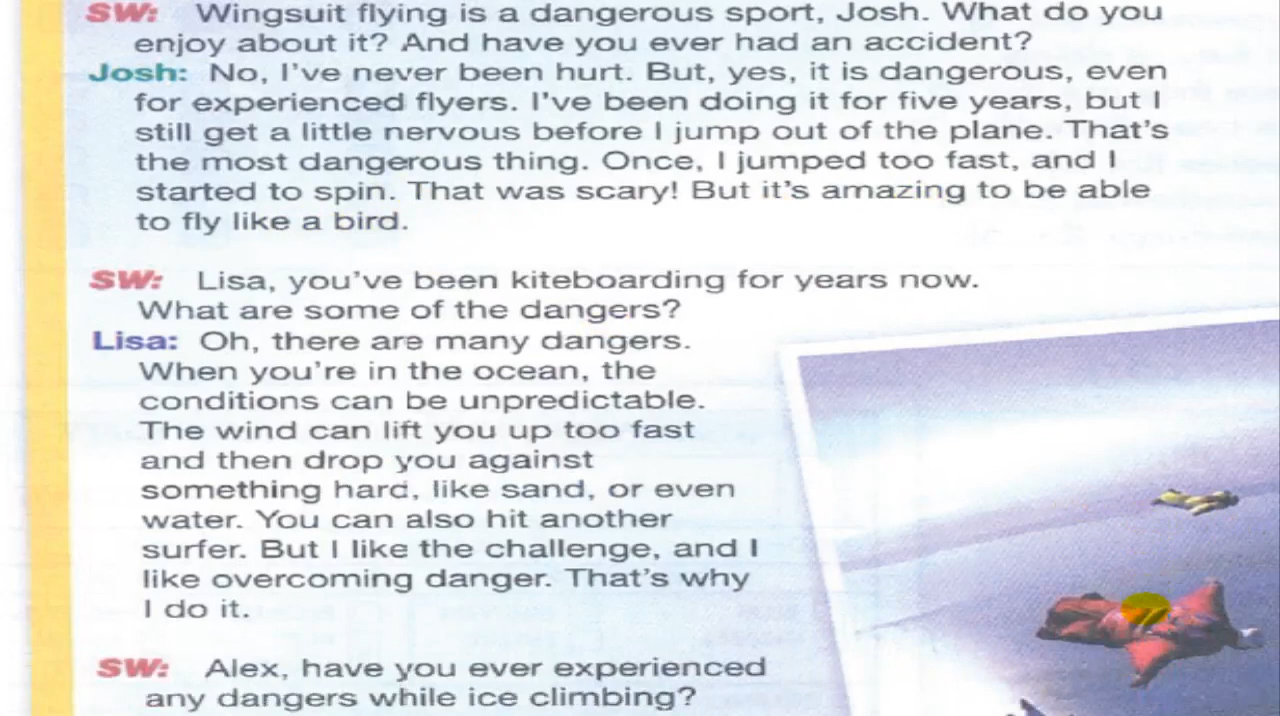 SW: Wingsuit flying is a dangerous sport, Josh. What do you
enjoy about it? And have you ever had an accident?
Josh: No, I've never been hurt. But, yes, it is dangerous, even
for experienced flyers. I've been doing it for five years, but I
still get a little nervous before I jump out of the plane. That's
the most dangerous thing. Once, I jumped too fast, and I
started to spin. That was scary! But it's amazing to be able
to fly like a bird.
SW: Lisa, you've been kiteboarding for years now.
What are some of the dangers?
Lisa: Oh, there are many dangers.
When you're in the ocean, the
conditions can be unpredictable.
The wind can lift you up too fast
and then drop you against
something hard, like sand, or even
water. You can also hit another
surfer. But I like the challenge, and I
like overcoming danger. That's why
I do it.
SW: Alex, have you ever experienced
any dangers while ice climbing?